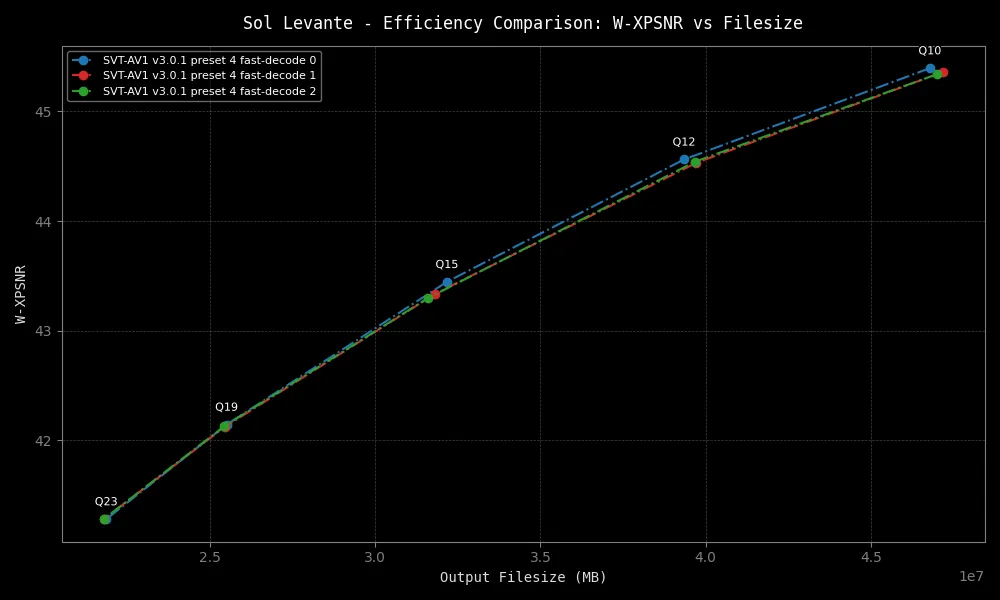 Sol Levante - Efficiency Comparison: W-XPSNR vs Filesize
SVT-AV1 v3.0.1 preset 4 fast-decode 0
SVT-AV1 v3.0.1 preset 4 fast-decode 1
SVT-AV1 v3.0.1 preset 4 fast-decode 2
Q10
Q12
Q15
Q19
Q23
45
44
43
42
W-XPSNR
2.5
3.0
3.5
4.0
4.5
1e7
Output Filesize (MB)